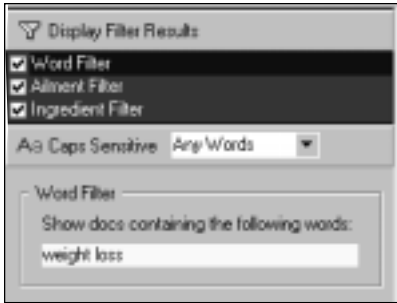 Display Filter Results
Word Filter
Ailment Filter
Ingredient Filter
Aa Caps Sensitive Any Words
Word Filter
Show docs containing the following words:
weight loss